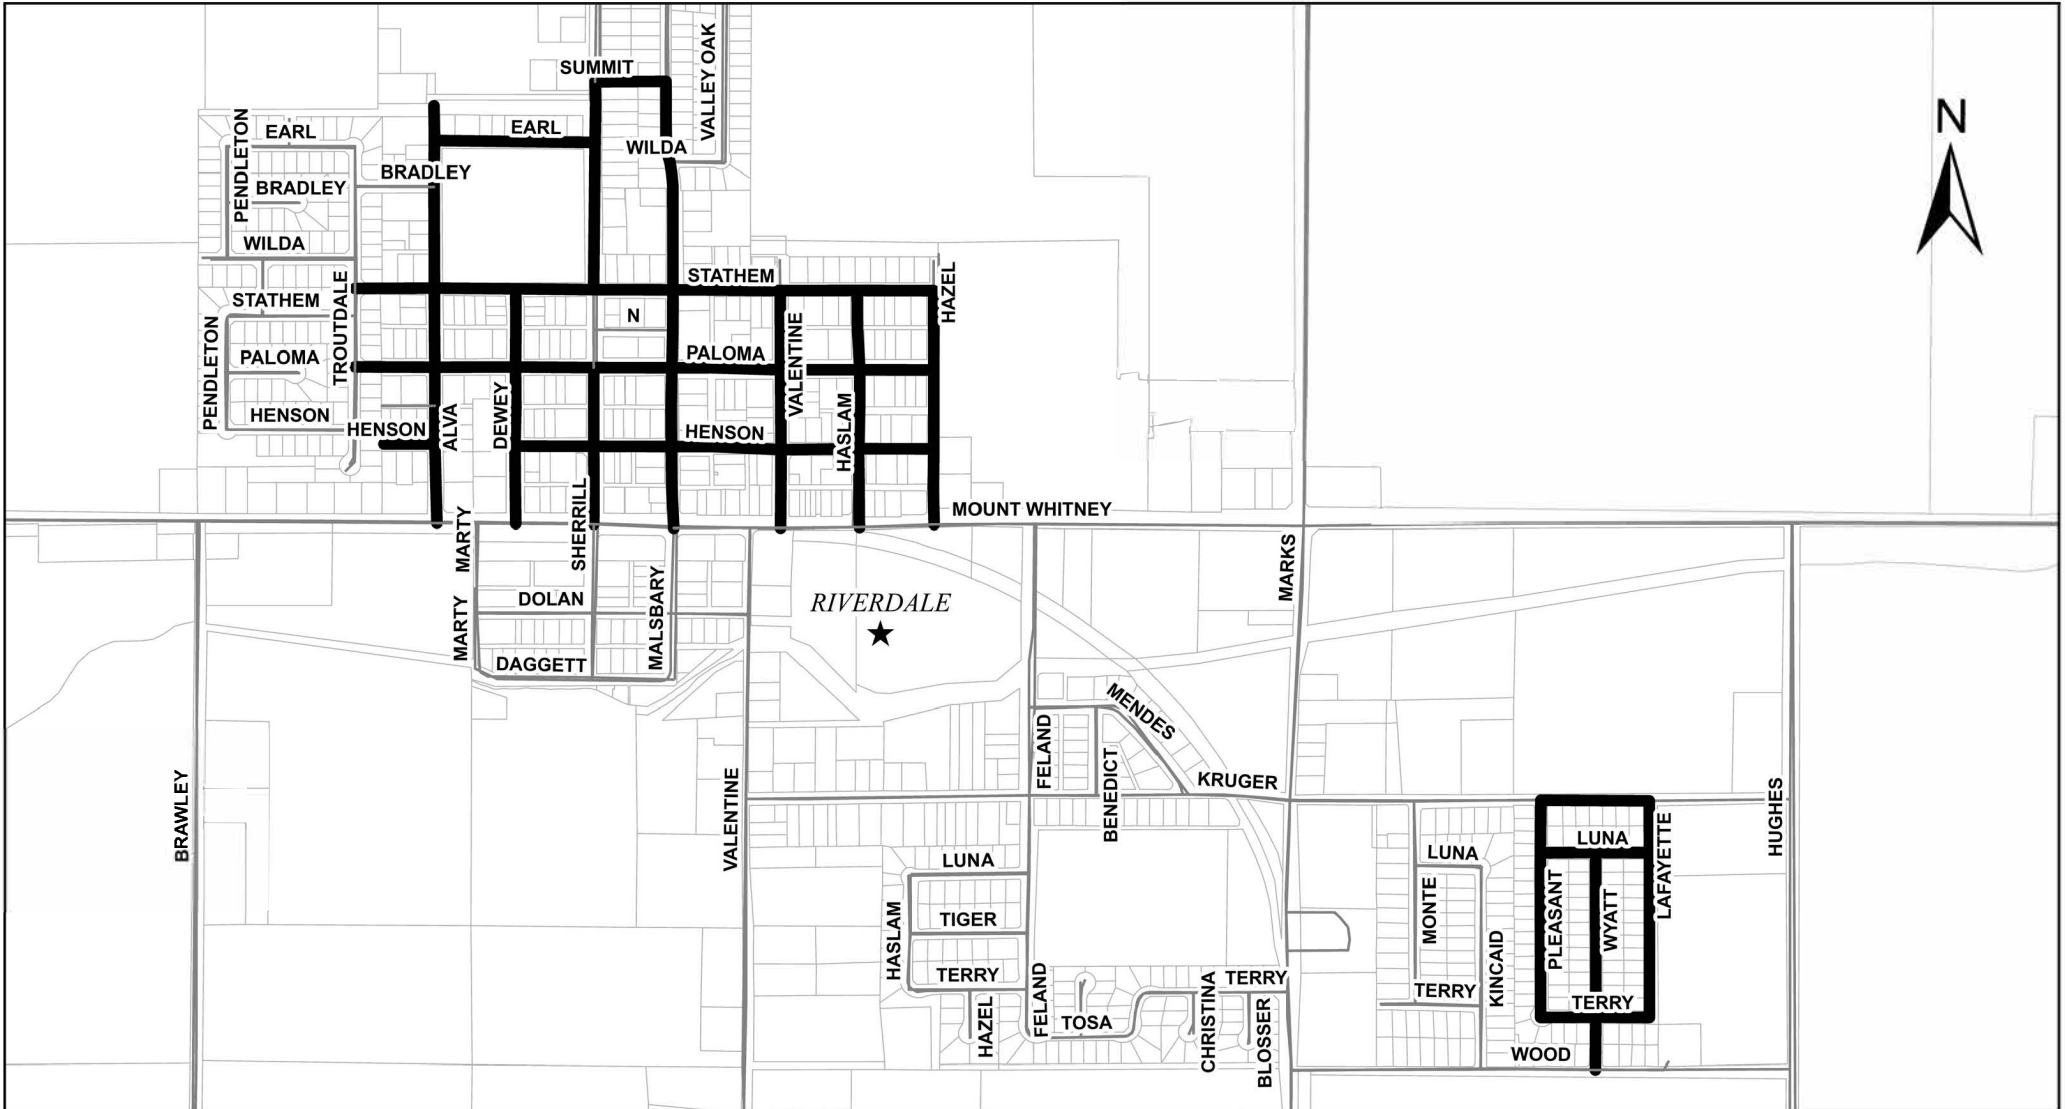 VALLEY OAK
SUMMIT
N
PENDLETON
EARL
EARL
WILDA
BRADLEY
BRADLEY
WILDA
STATHEM
HAZEL
STATHEM
TROUTDALE
N
PENDLETON
PALOMA
PALOMA
VALENTINE
HENSON
HENSON
ALVA
DEWEY
HENSON
HASLAM
MOUNT WHITNEY
MARTY
SHERRILL
MARKS
DOLAN
MALSBARY
RIVERDALE
MARTY
DAGGETT
MENDES
FELAND
BENEDICT
KRUGER
BRAWLEY
VALENTINE
HUGHES
LUNA
LUNA
LUNA
LAFAYETTE
HASLAM
TIGER
MONTE
PLEASANT
WYATT
KINCAID
TERRY
TERRY
TERRY
TERRY
HAZEL
FELAND
TOSA
CHRISTINA
BLOSSER
WOOD